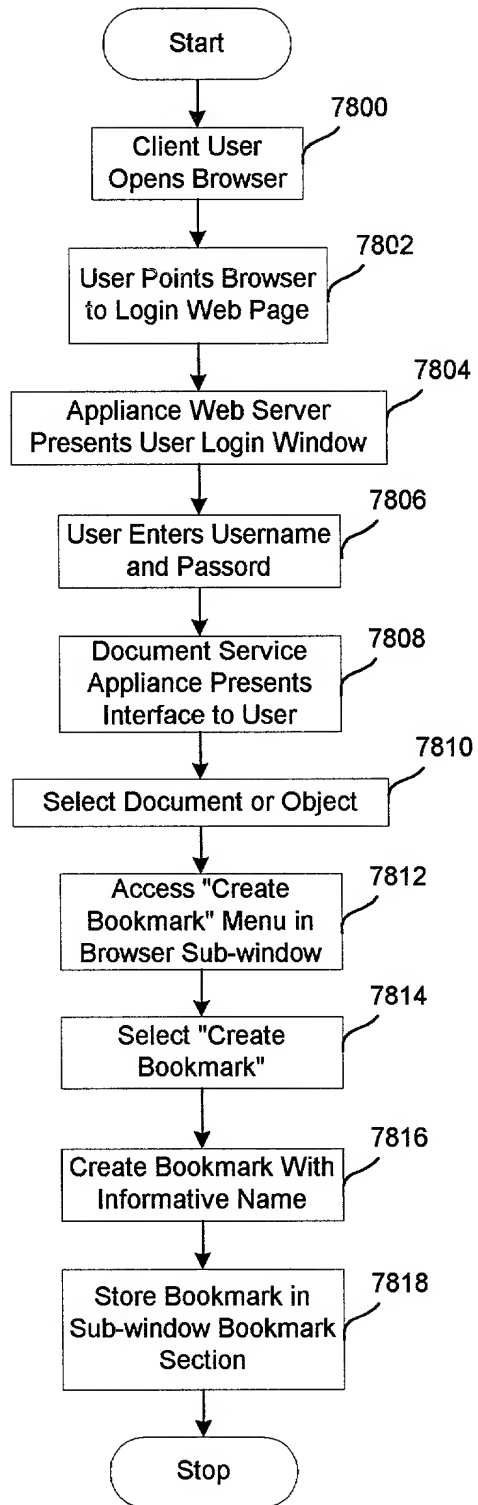 Start
7800
Client User
Opens Browser
7802
User Points Browser
to Login Web Page
7804
Appliance Web Server
Presents User Login Window
7806
User Enters Username
and Passord
7808
Document Service
Appliance Presents
Interface to User
7810
Select Document or Object
7812
Access "Create
Bookmark" Menu in
Browser Sub-window
7814
Select "Create
Bookmark"
7816
Create Bookmark With
Informative Name
7818
Store Bookmark in
Sub-window Bookmark
Section
Stop